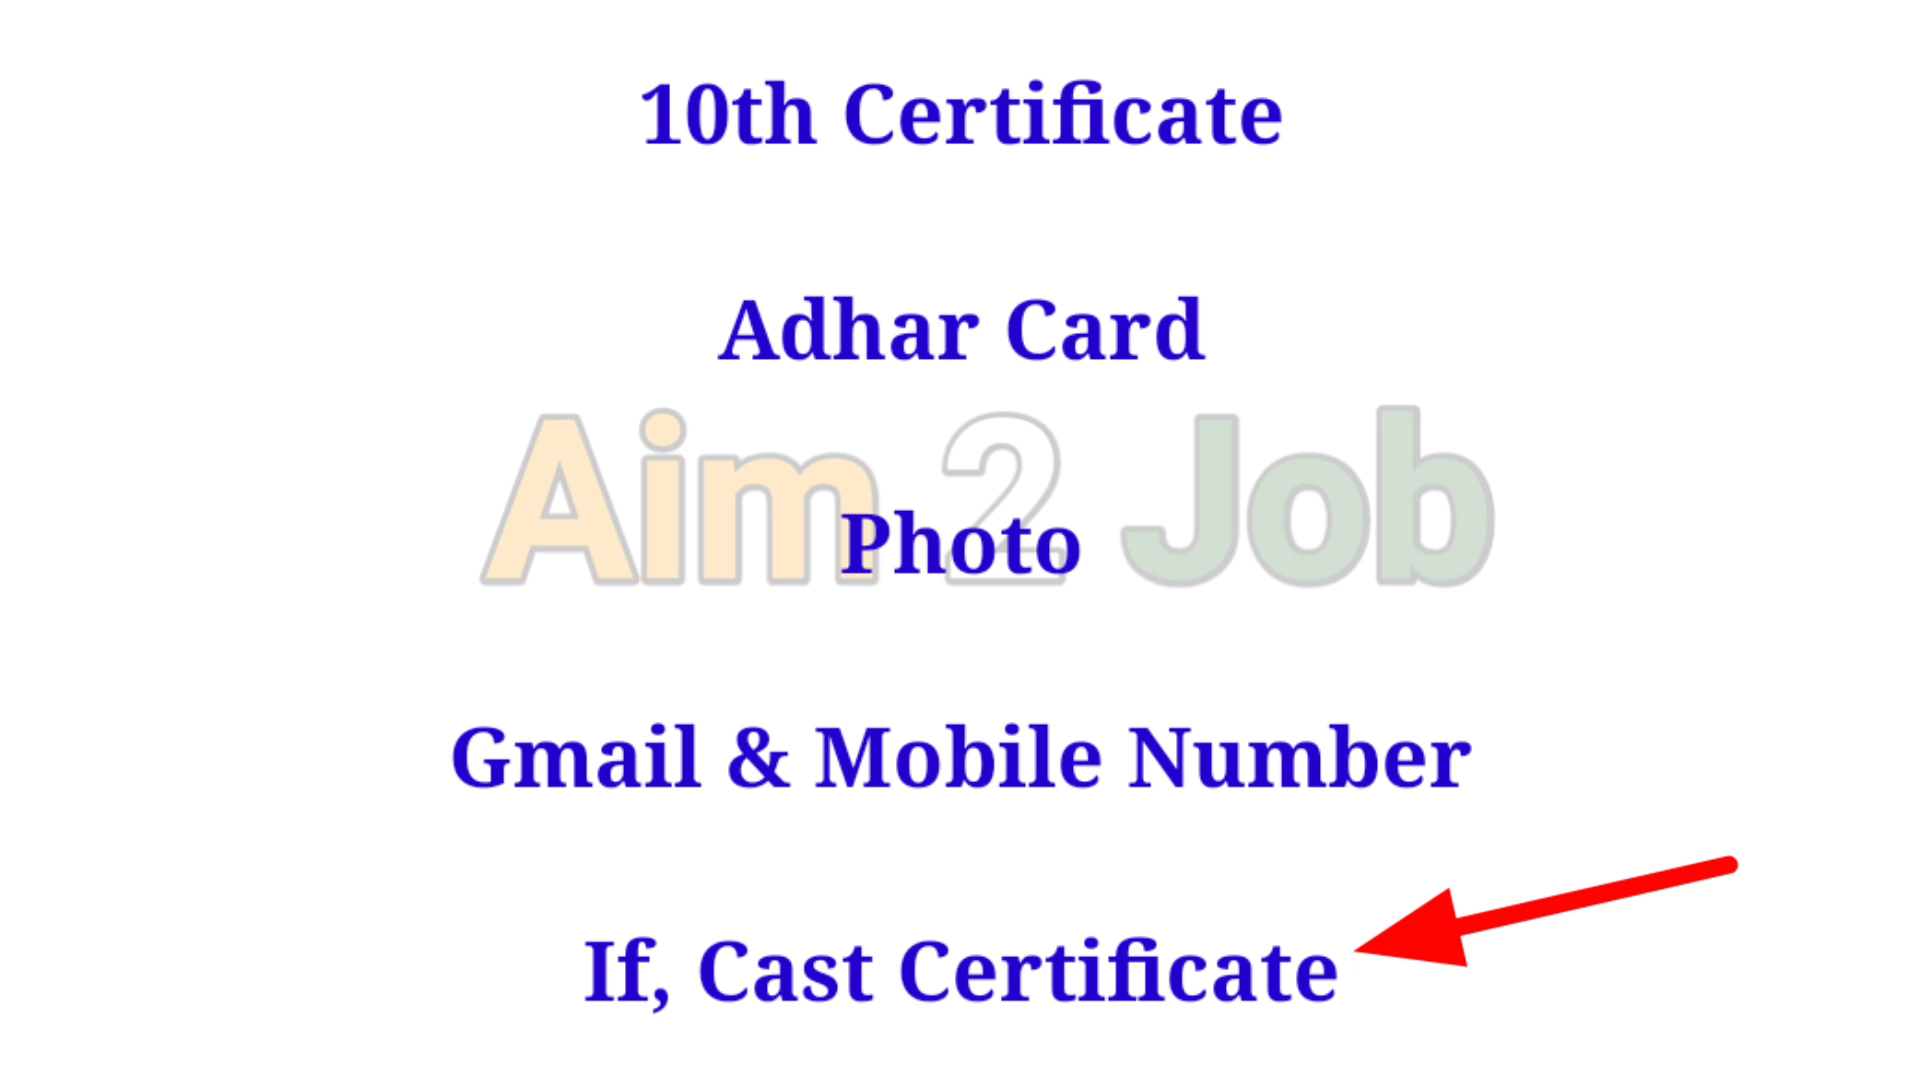 10th Certificate
Adhar Card
Aim 2 Job
Photo
Gmail & Mobile Number
If, Cast Certificate